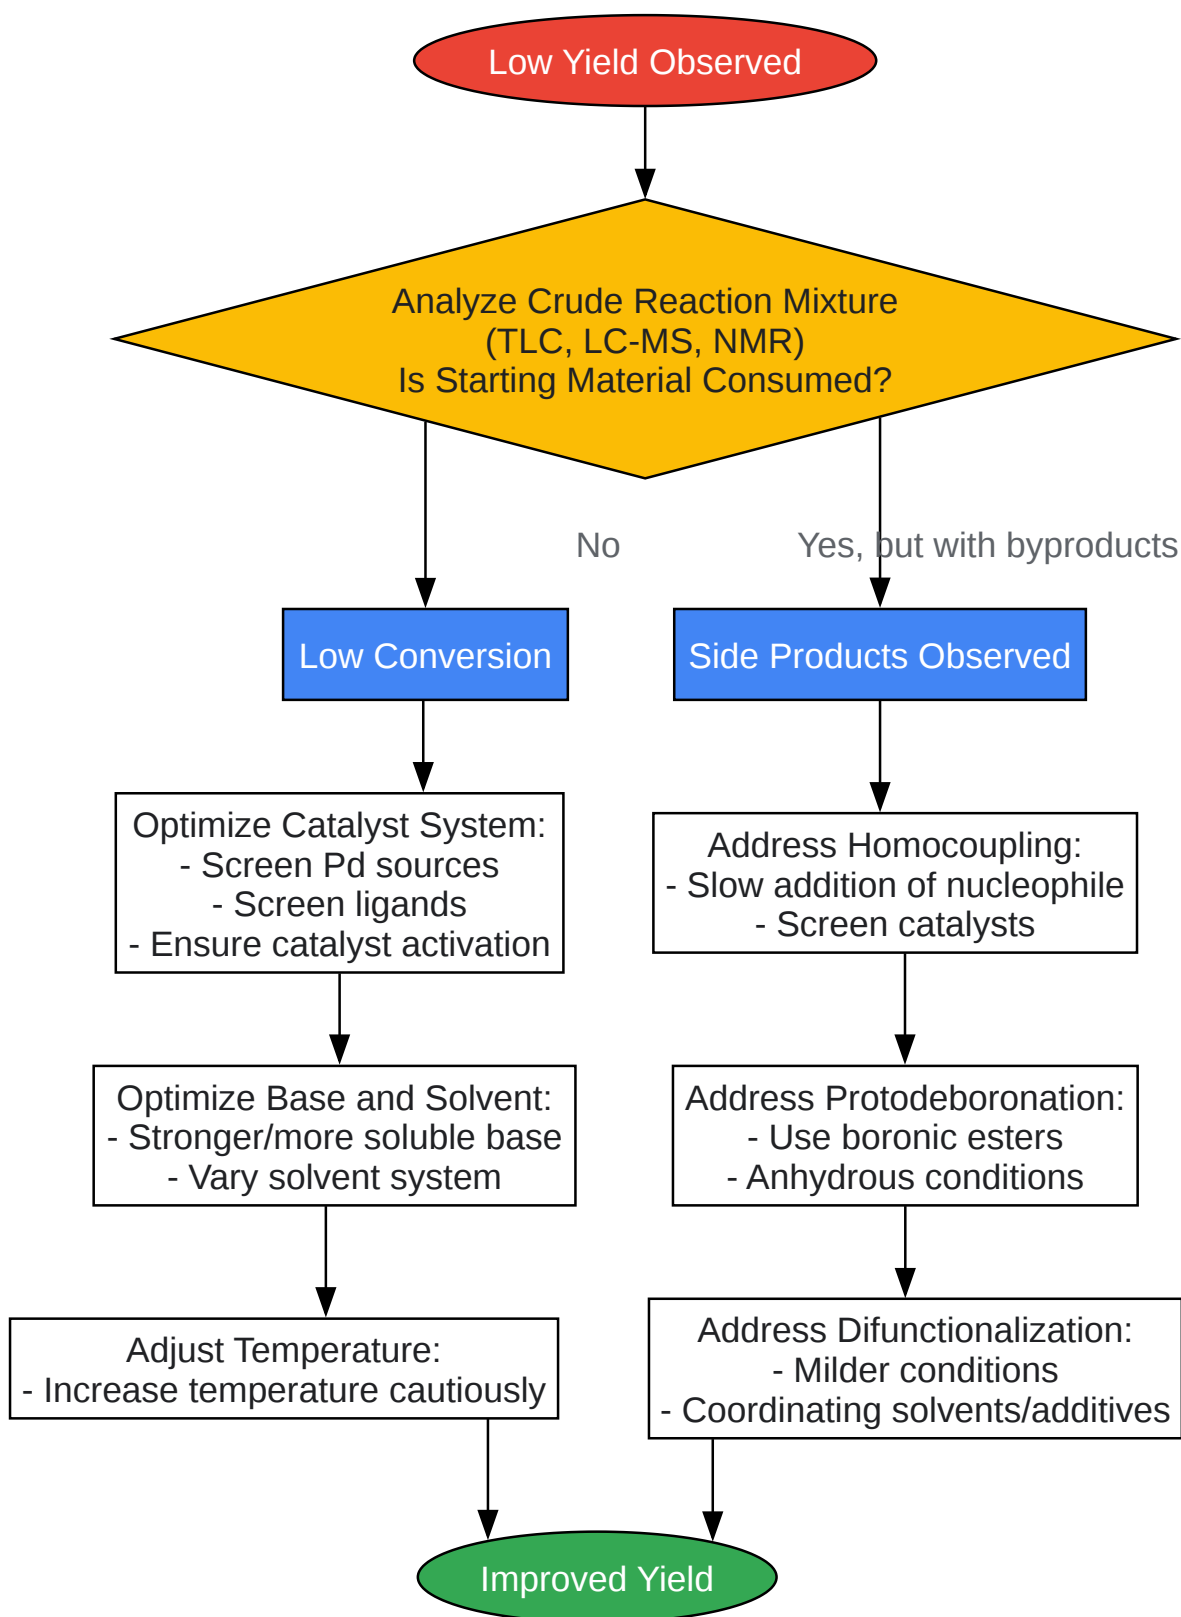 Low Yield Observed
Analyze Crude Reaction Mixture
(TLC, LC-MS, NMR)
Is Starting Material Consumed?
No
Yes, but with byproducts
Low Conversion
Side Products Observed
Optimize Catalyst System:
- Screen Pd sources
- Screen ligands
- Ensure catalyst activation
Address Homocoupling:
- Slow addition of nucleophile
- Screen catalysts
Optimize Base and Solvent:
- Stronger/more soluble base
- Vary solvent system
Address Protodeboronation:
- Use boronic esters
- Anhydrous conditions
Adjust Temperature:
- Increase temperature cautiously
Address Difunctionalization:
- Milder conditions
- Coordinating solvents/additives
Improved Yield